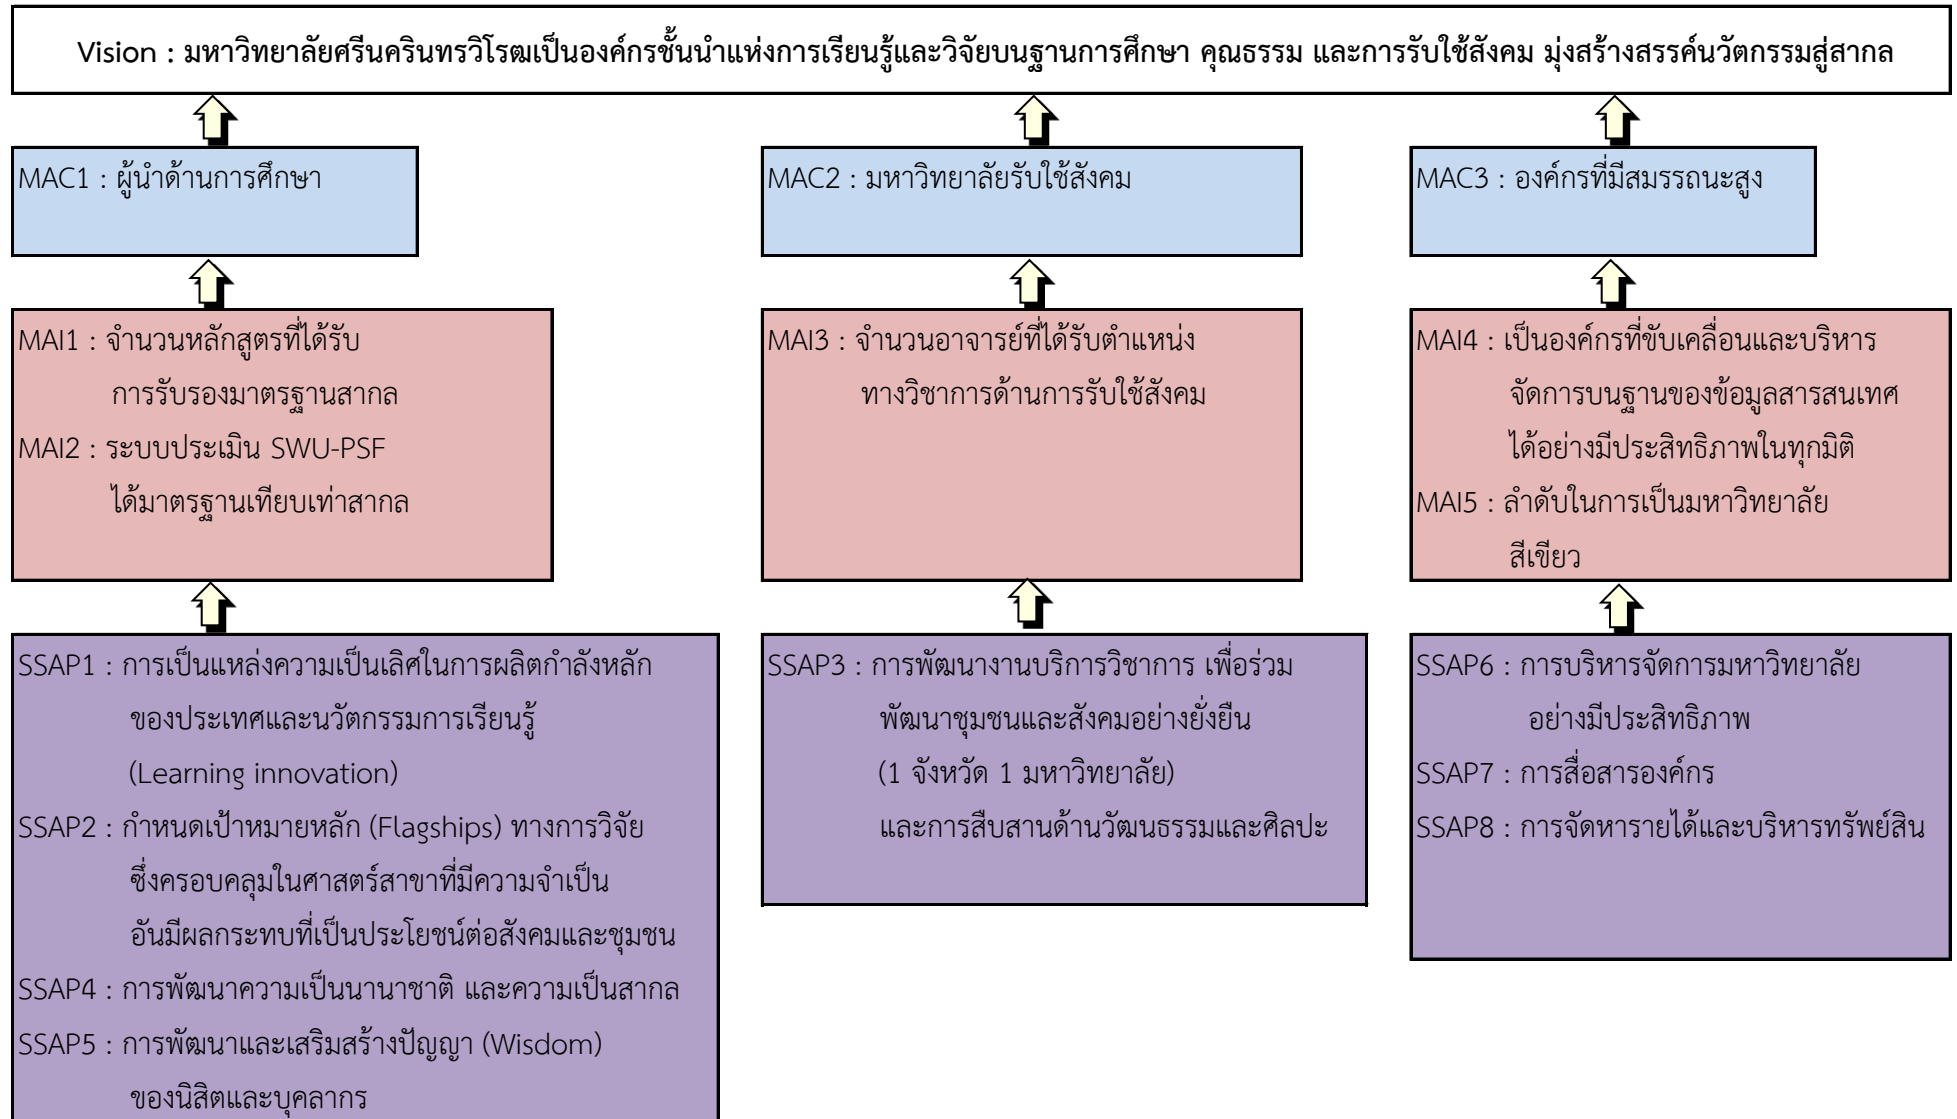 Vision : มหาวิทยาลัยศรีนครินทรวิโรฒเป็นองค์กรชั้นนำแห่งการเรียนรู้และวิจัยบนฐานการศึกษา คุณธรรม และการรับใช้สังคม มุ่งสร้างสรรค์นวัตกรรมสู่สากล
MAC1 : ผู้นำด้านการศึกษา
MAC2 : มหาวิทยาลัยรับใช้สังคม
MAC3 : องค์กรที่มีสมรรถนะสูง
MAI1 : จำนวนหลักสูตรที่ได้รับ
การรับรองมาตรฐานสากล
MAI2 : ระบบประเมิน SWU-PSF
ได้มาตรฐานเทียบเท่าสากล
MAI3 : จำนวนอาจารย์ที่ได้รับตำแหน่ง
ทางวิชาการด้านการรับใช้สังคม
MAI4 : เป็นองค์กรที่ขับเคลื่อนและบริหาร
จัดการบนฐานของข้อมูลสารสนเทศ
ได้อย่างมีประสิทธิภาพในทุกมิติ
MAI5 : ลำดับในการเป็นมหาวิทยาลัย
สีเขียว
SSAP1 : การเป็นแหล่งความเป็นเลิศในการผลิตกำลังหลัก
ของประเทศและนวัตกรรมการเรียนรู้
(Learning innovation)
SSAP2 : กำหนดเป้าหมายหลัก (Flagships) ทางการวิจัย
ซึ่งครอบคลุมในศาสตร์สาขาที่มีความจำเป็น
อันมีผลกระทบที่เป็นประโยชน์ต่อสังคมและชุมชน
SSAP4 : การพัฒนาความเป็นนานาชาติ และความเป็นสากล
SSAP5 : การพัฒนาและเสริมสร้างปัญญา (Wisdom)
ของนิสิตและบุคลากร
SSAP3 : การพัฒนางานบริการวิชาการ เพื่อร่วม
พัฒนาชุมชนและสังคมอย่างยั่งยืน
(1 จังหวัด 1 มหาวิทยาลัย)
และการสืบสานด้านวัฒนธรรมและศิลปะ
SSAP6 : การบริหารจัดการมหาวิทยาลัย
อย่างมีประสิทธิภาพ
SSAP7 : การสื่อสารองค์กร
SSAP8 : การจัดหารายได้และบริหารทรัพย์สิน